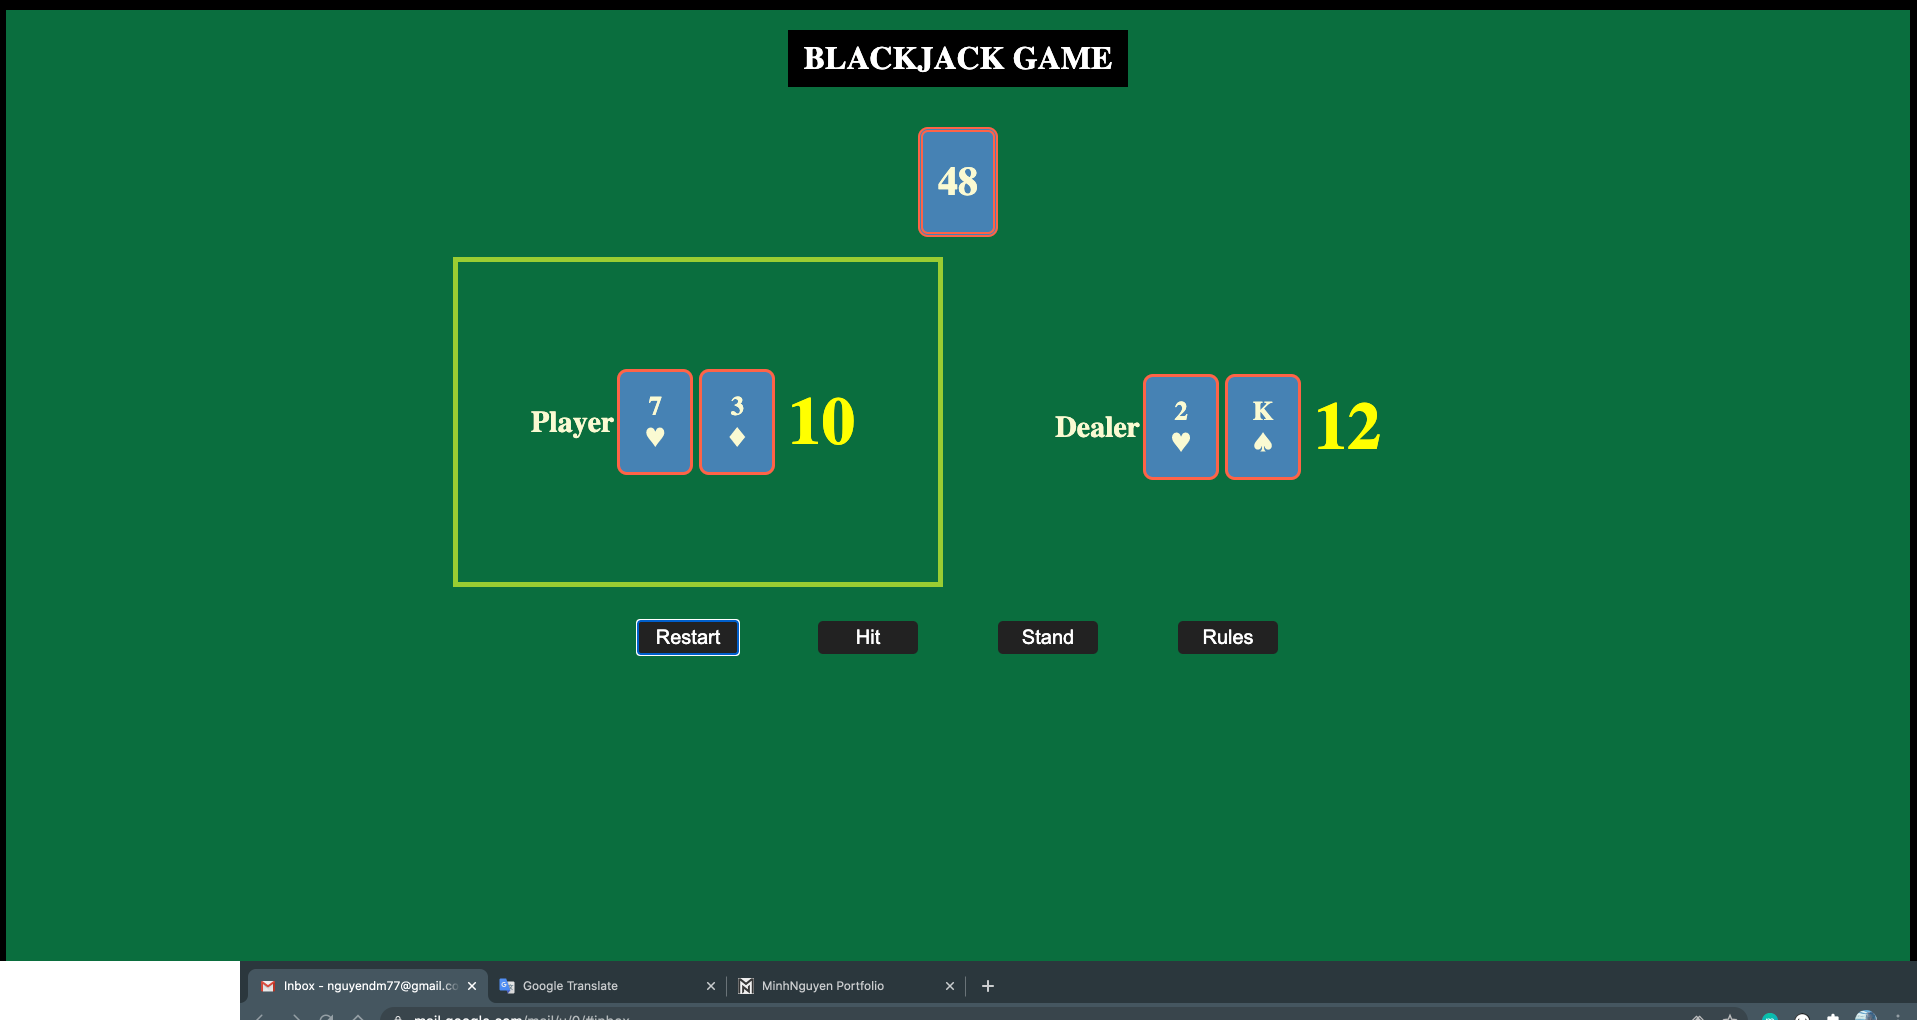 BLACKJACK GAME
48
Player 7 ♥ 3 ♦ 10
Dealer 2 ♥ K ♠ 12
Restart Hit Stand Rules
Inbox - nguyendm77@gmail.co Google Translate MinhNguyen Portfolio
mail.google.com/mail/u/0/#inbox